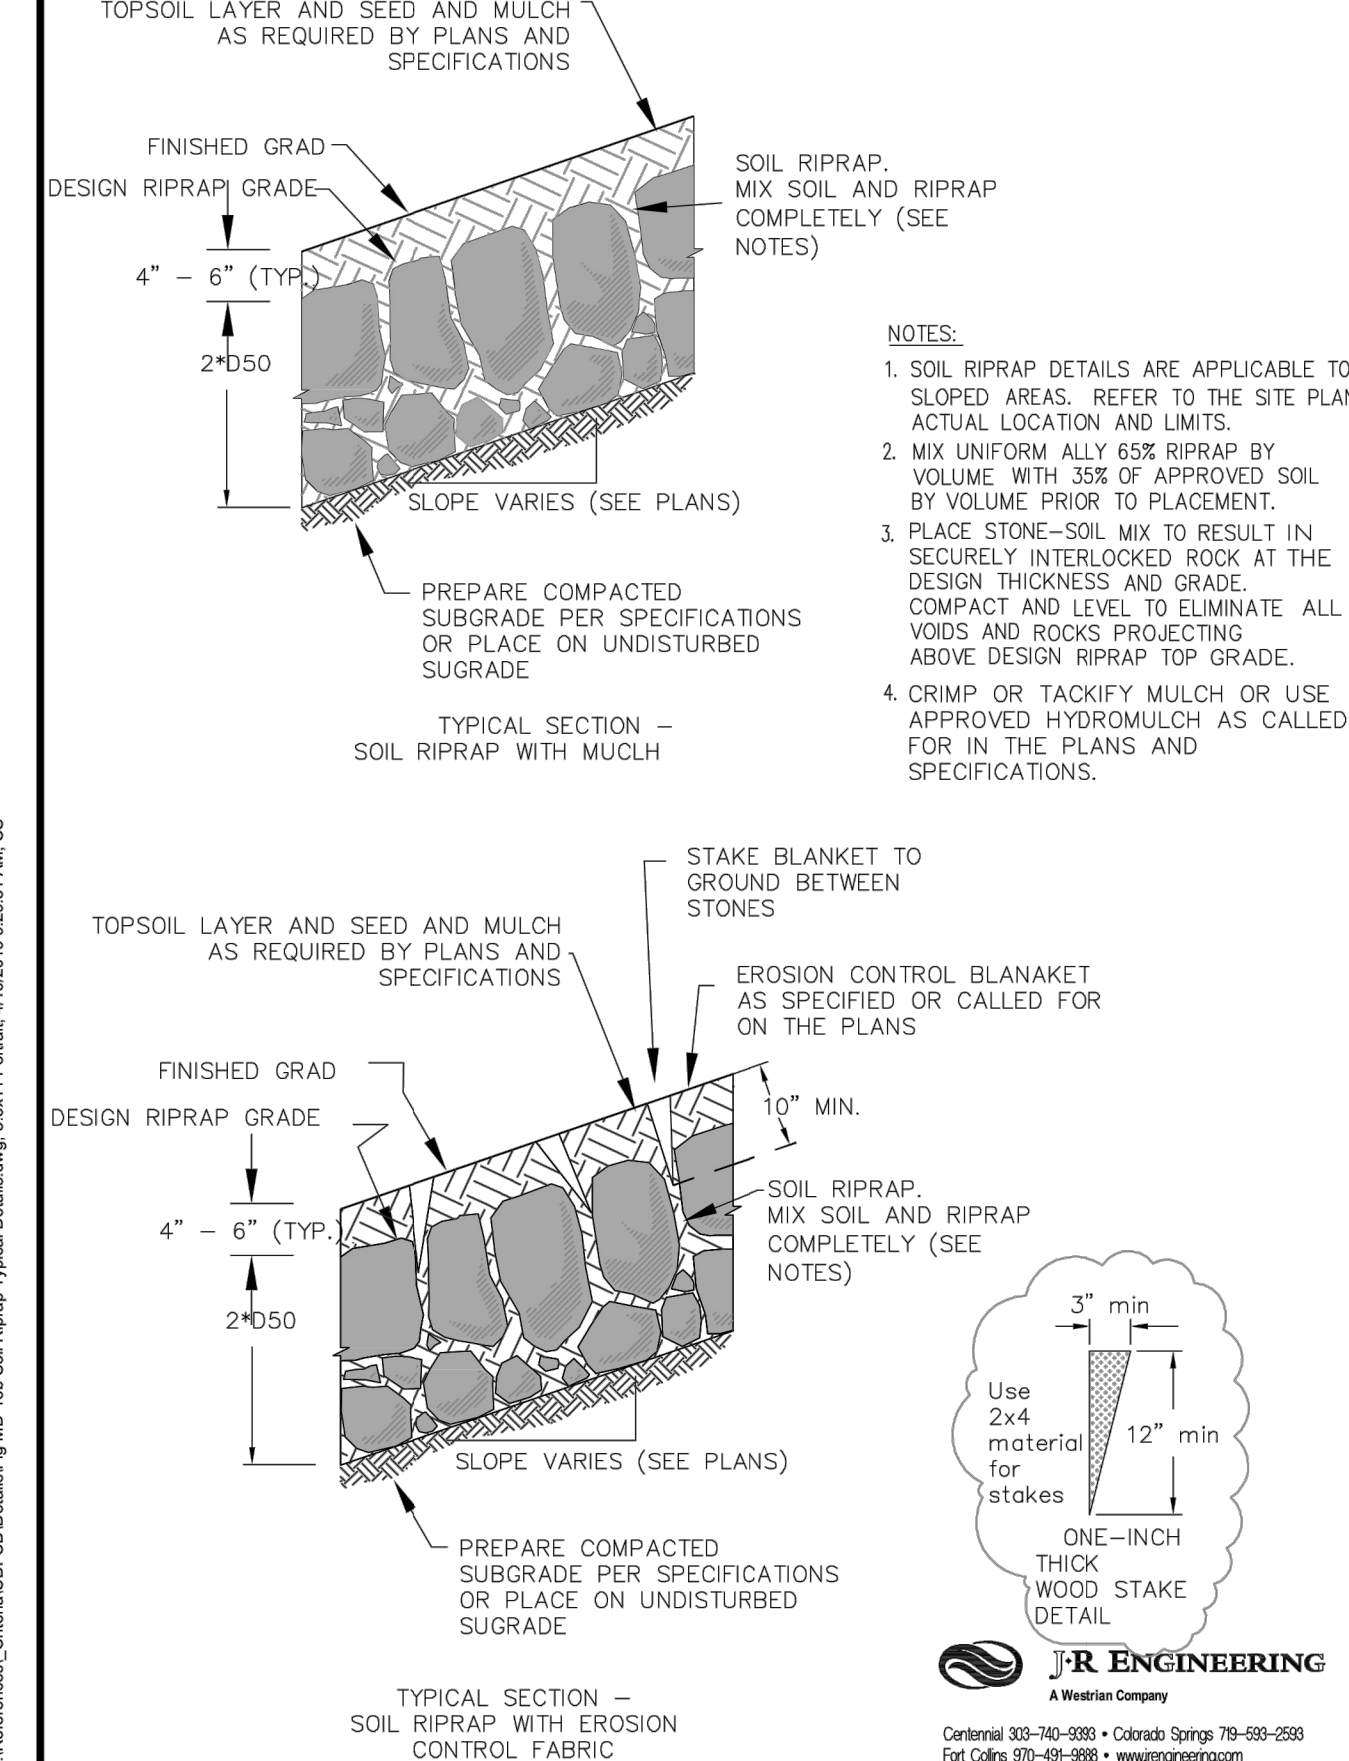 TOPSOIL LAYER AND SEED AND MULCH
AS REQUIRED BY PLANS AND
SPECIFICATIONS
FINISHED GRAD
DESIGN RIPRAP GRADE
4" – 6" (TYP.)
2*D50
SOIL RIPRAP.
MIX SOIL AND RIPRAP
COMPLETELY (SEE
NOTES)
SLOPE VARIES (SEE PLANS)
PREPARE COMPACTED
SUBGRADE PER SPECIFICATIONS
OR PLACE ON UNDISTURBED
SUGRADE
TYPICAL SECTION –
SOIL RIPRAP WITH MUCLH
NOTES:
1. SOIL RIPRAP DETAILS ARE APPLICABLE TO
SLOPED AREAS. REFER TO THE SITE PLAN
ACTUAL LOCATION AND LIMITS.
2. MIX UNIFORM ALLY 65% RIPRAP BY
VOLUME WITH 35% OF APPROVED SOIL
BY VOLUME PRIOR TO PLACEMENT.
3. PLACE STONE–SOIL MIX TO RESULT IN
SECURELY INTERLOCKED ROCK AT THE
DESIGN THICKNESS AND GRADE.
COMPACT AND LEVEL TO ELIMINATE ALL
VOIDS AND ROCKS PROJECTING
ABOVE DESIGN RIPRAP TOP GRADE.
4. CRIMP OR TACKIFY MULCH OR USE
APPROVED HYDROMULCH AS CALLED
FOR IN THE PLANS AND
SPECIFICATIONS.
STAKE BLANKET TO
GROUND BETWEEN
STONES
TOPSOIL LAYER AND SEED AND MULCH
AS REQUIRED BY PLANS AND
SPECIFICATIONS
EROSION CONTROL BLANAKET
AS SPECIFIED OR CALLED FOR
ON THE PLANS
FINISHED GRAD
DESIGN RIPRAP GRADE
10" MIN.
4" – 6" (TYP.)
2*D50
SOIL RIPRAP.
MIX SOIL AND RIPRAP
COMPLETELY (SEE
NOTES)
SLOPE VARIES (SEE PLANS)
PREPARE COMPACTED
SUBGRADE PER SPECIFICATIONS
OR PLACE ON UNDISTURBED
SUGRADE
TYPICAL SECTION –
SOIL RIPRAP WITH EROSION
CONTROL FABRIC
3" min
Use
2x4
material
for
stakes
12" min
ONE–INCH
THICK
WOOD STAKE
DETAIL
J·R ENGINEERING
A Westrian Company
Centennial 303–740–9393 • Colorado Springs 719–593–2593
Fort Collins 970–491–9888 • www.jrengineering.com